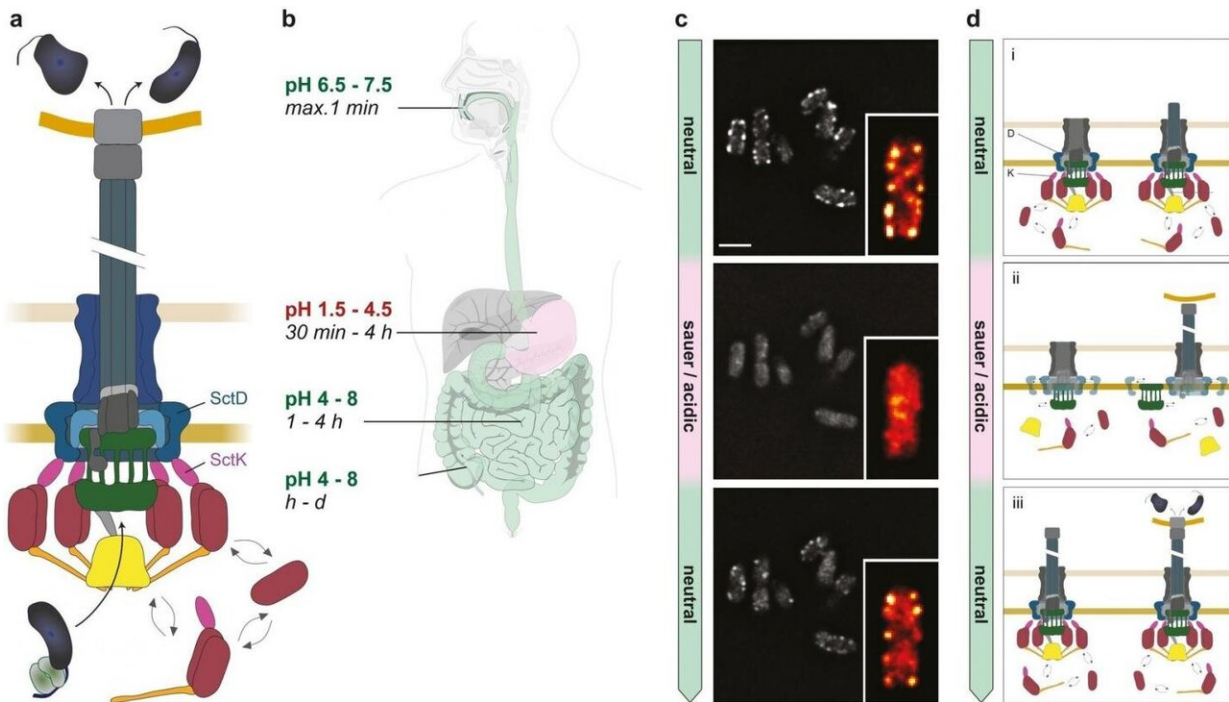 a
SctD
SctK
b
pH 6.5 - 7.5
max.1 min
pH 1.5 - 4.5
30 min - 4 h
pH 4 - 8
1 - 4 h
pH 4 - 8
h - d
c
neutral
sauer / acidic
neutral
d
neutral
sauer / acidic
neutral
i
D
K
ii
iii